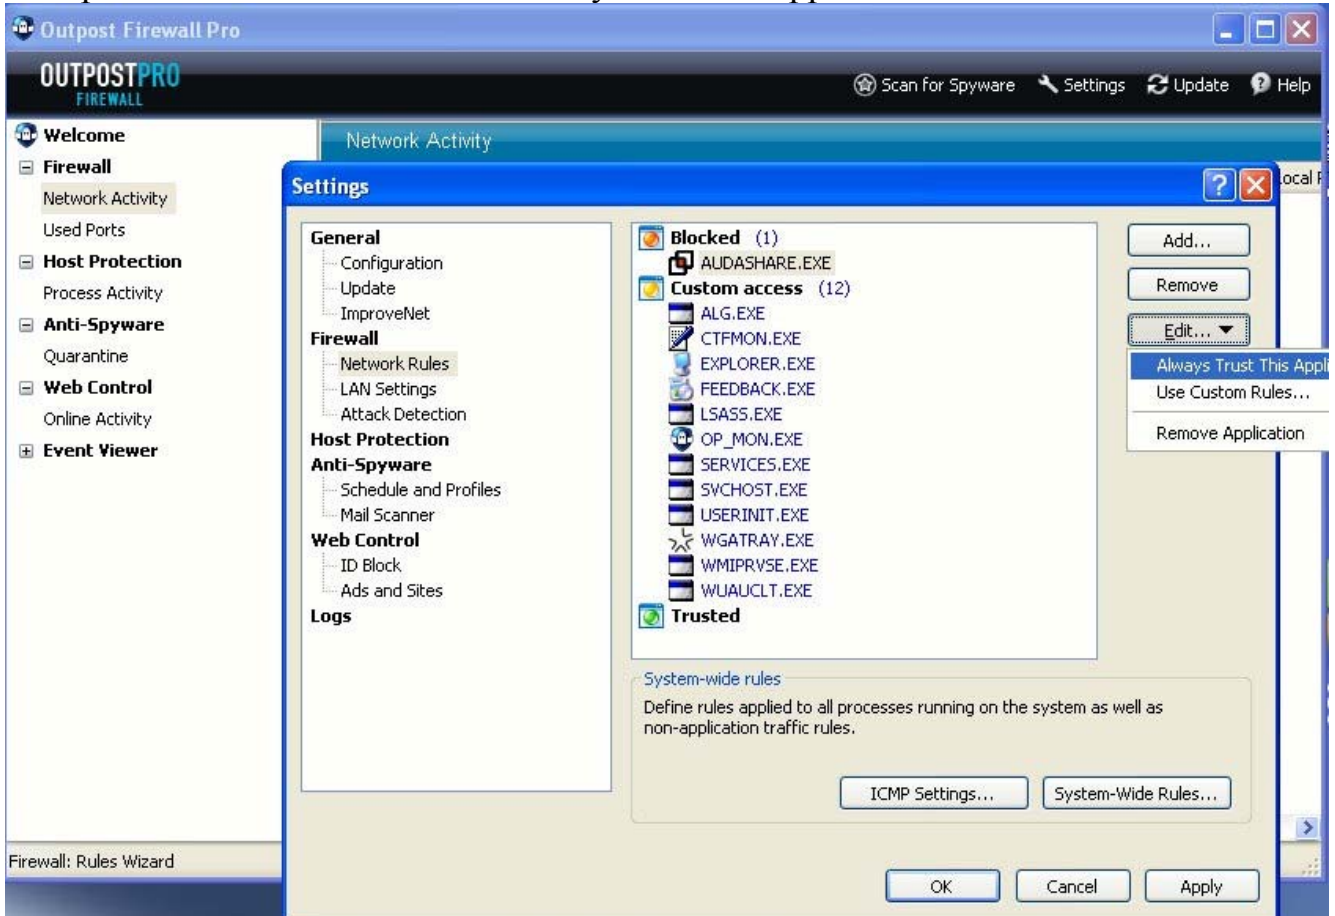 Outpost Firewall Pro
OUTPOSTPRO
FIREWALL
Scan for Spyware Settings Update Help
Welcome
Firewall
Network Activity
Used Ports
Host Protection
Process Activity
Anti-Spyware
Quarantine
Web Control
Online Activity
Event Viewer
Network Activity
Settings
General
Configuration
Update
ImproveNet
Firewall
Network Rules
LAN Settings
Attack Detection
Host Protection
Anti-Spyware
Schedule and Profiles
Mail Scanner
Web Control
ID Block
Ads and Sites
Logs
Blocked (1)
AUDASHARE.EXE
Custom access (12)
ALG.EXE
CTFMON.EXE
EXPLORER.EXE
FEEDBACK.EXE
LSASS.EXE
OP_MON.EXE
SERVICES.EXE
SVCHOST.EXE
USERINIT.EXE
WGATRAY.EXE
WMIPRVSE.EXE
WUAUCLT.EXE
Trusted
Add...
Remove
Edit...
Always Trust This Appli
Use Custom Rules...
Remove Application
System-wide rules
Define rules applied to all processes running on the system as well as
non-application traffic rules.
ICMP Settings... System-Wide Rules...
Firewall: Rules Wizard
OK Cancel Apply